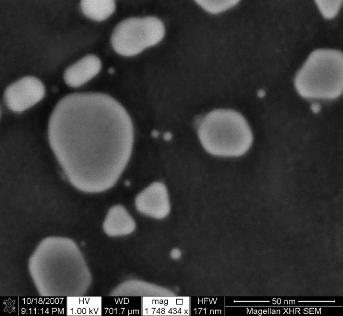 10/18/2007 HV WD mag HFW 50 nm
9:11:14 PM 1.00 kV 701.7 µm 1 748 434 x 171 nm Magellan XHR SEM